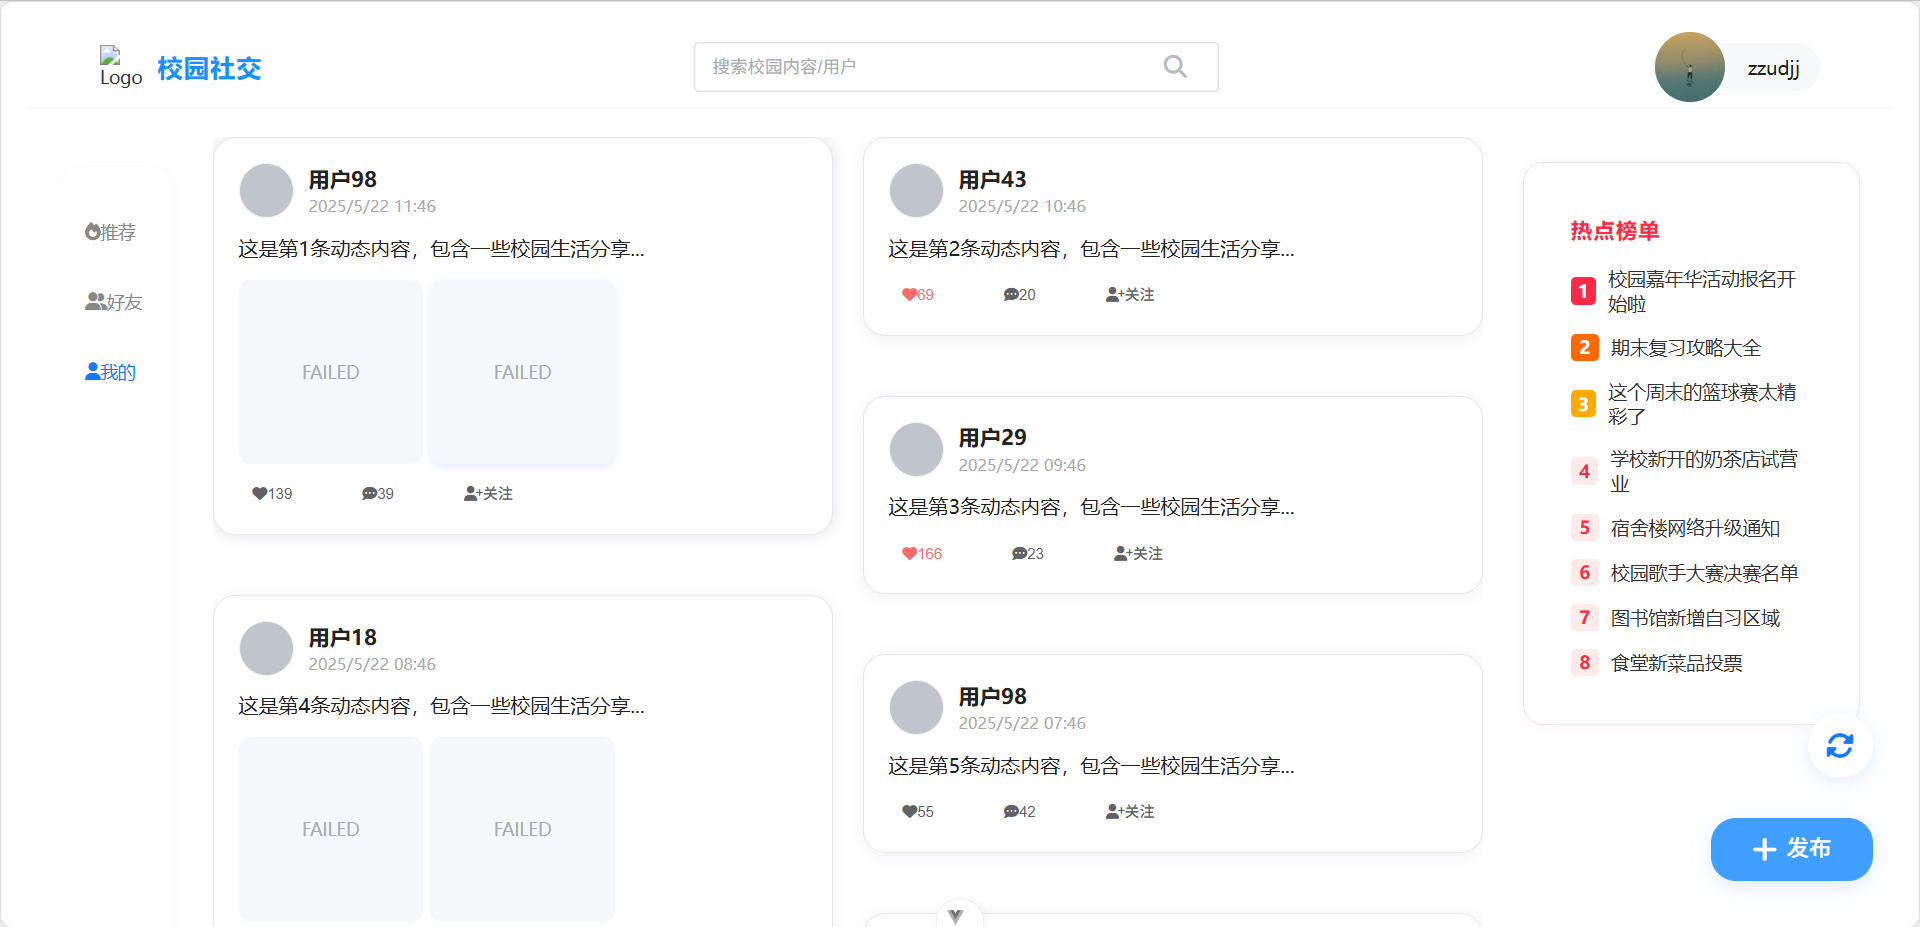 Logo
校园社交
搜索校园内容/用户
zzudjj
推荐
好友
我的
用户98
2025/5/22 11:46
这是第1条动态内容，包含一些校园生活分享...
FAILED
FAILED
139
39
+关注
用户18
2025/5/22 08:46
这是第4条动态内容，包含一些校园生活分享...
FAILED
FAILED
用户43
2025/5/22 10:46
这是第2条动态内容，包含一些校园生活分享...
69
20
+关注
用户29
2025/5/22 09:46
这是第3条动态内容，包含一些校园生活分享...
166
23
+关注
用户98
2025/5/22 07:46
这是第5条动态内容，包含一些校园生活分享...
55
42
+关注
热点榜单
1 校园嘉年华活动报名开
始啦
2 期末复习攻略大全
3 这个周末的篮球赛太精
彩了
4 学校新开的奶茶店试营
业
5 宿舍楼网络升级通知
6 校园歌手大赛决赛名单
7 图书馆新增自习区域
8 食堂新菜品投票
发布